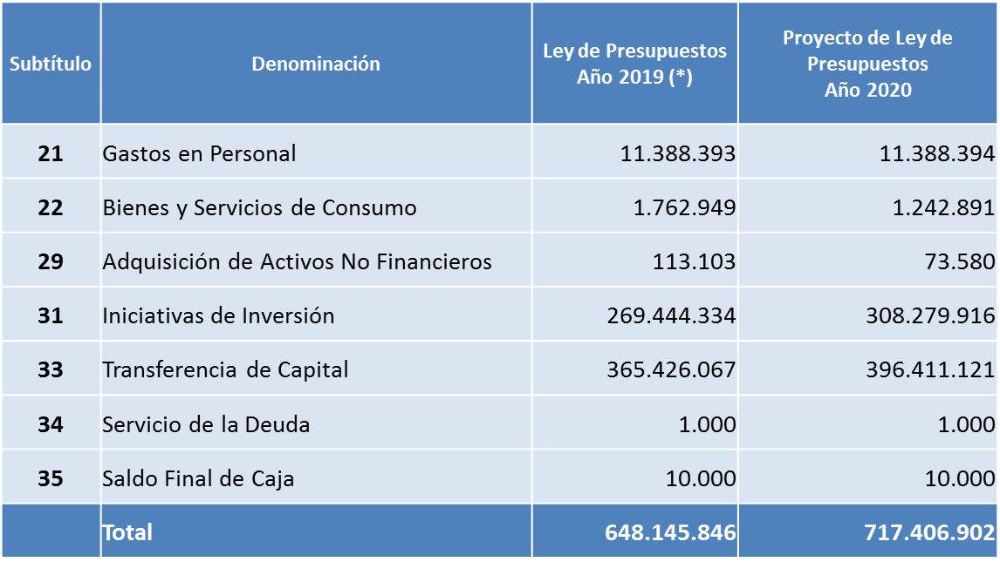 Subtítulo Denominación Ley de Presupuestos Año 2019 (*) Proyecto de Ley de Presupuestos Año 2020
21 Gastos en Personal 11.388.393 11.388.394
22 Bienes y Servicios de Consumo 1.762.949 1.242.891
29 Adquisición de Activos No Financieros 113.103 73.580
31 Iniciativas de Inversión 269.444.334 308.279.916
33 Transferencia de Capital 365.426.067 396.411.121
34 Servicio de la Deuda 1.000 1.000
35 Saldo Final de Caja 10.000 10.000
Total 648.145.846 717.406.902